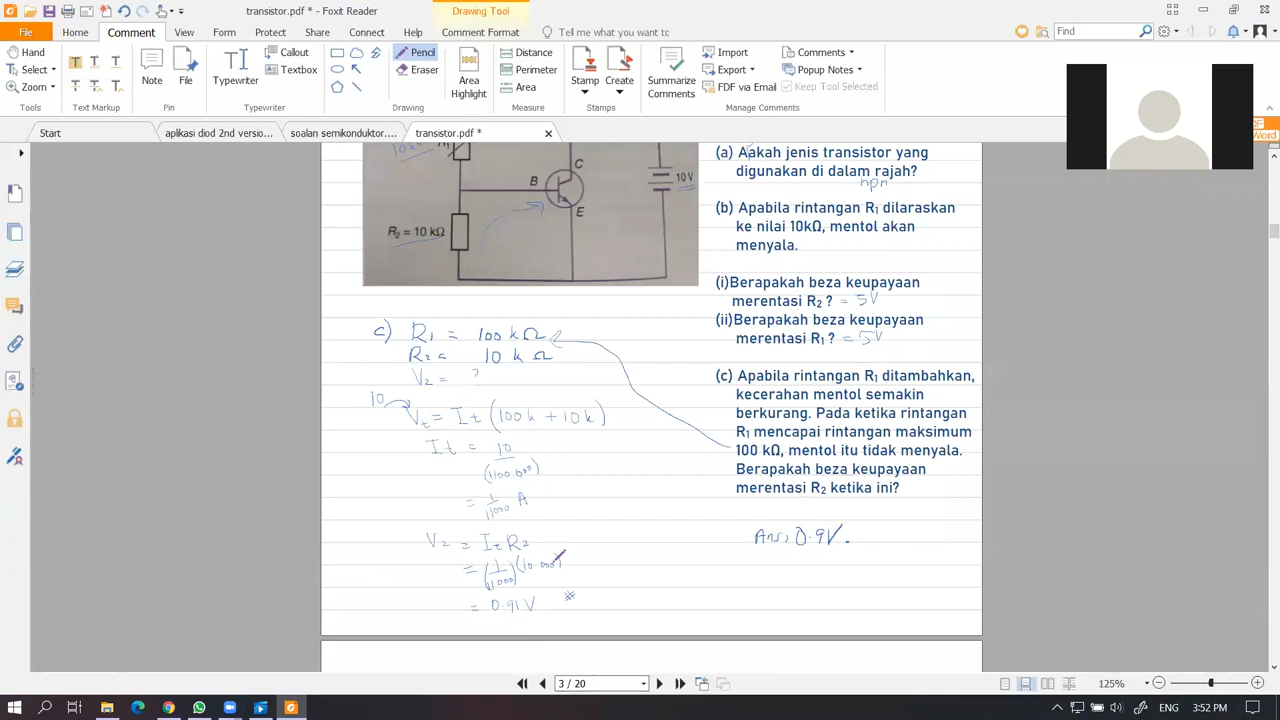 transistor.pdf * - Foxit Reader
Drawing Tool
File
Home
Comment
View
Form
Protect
Share
Connect
Help
Comment Format
Tell me what you want to do
Find
Hand
Select
Zoom
Tools
Text Markup
Note
File
Pin
Typewriter
Callout
Textbox
Typewriter
Pencil
Eraser
Drawing
Area Highlight
Distance
Perimeter
Area
Measure
Stamp
Create
Stamps
Summarize Comments
Import
Export
FDF via Email
Comments
Popup Notes
Keep Tool Selected
Manage Comments
Start
aplikasi diod 2nd versio...
soalan semikonduktor....
transistor.pdf *
Word
C
B
E
10 V
R₂ = 10 kΩ
(a) Apakah jenis transistor yang
digunakan di dalam rajah?
npn
(b) Apabila rintangan R₁ dilaraskan
ke nilai 10kΩ, mentol akan
menyala.
(i)Berapakah beza keupayaan
merentasi R₂ ? = 5V
(ii)Berapakah beza keupayaan
merentasi R₁ ? = 5V
(c) Apabila rintangan R₁ ditambahkan,
kecerahan mentol semakin
berkurang. Pada ketika rintangan
R₁ mencapai rintangan maksimum
100 kΩ, mentol itu tidak menyala.
Berapakah beza keupayaan
merentasi R₂ ketika ini?
Ans, 0.9V.
c) R₁ = 100 k Ω
R₂ = 10 k Ω
V₂ = ?
10
Vt = It (100k + 10k)
It = 10
= 1/11000 A
V₂ = It R₂
= (1/11000)(10 000)
= 0.91 V
3 / 20
125%
ENG
3:52 PM